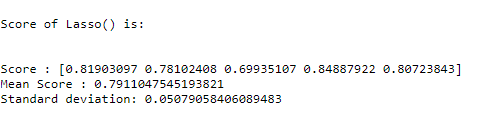 Score of Lasso() is:
Score : [0.81903097 0.78102408 0.69935107 0.84887922 0.80723843]
Mean Score : 0.7911047545193821
Standard deviation: 0.05079058406089483